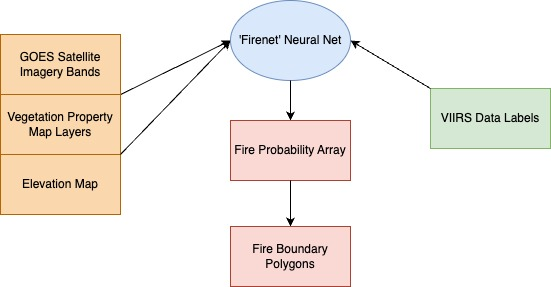 'Firenet' Neural Net
GOES Satellite
Imagery Bands
Vegetation Property
Map Layers
Elevation Map
VIIRS Data Labels
Fire Probability Array
Fire Boundary
Polygons